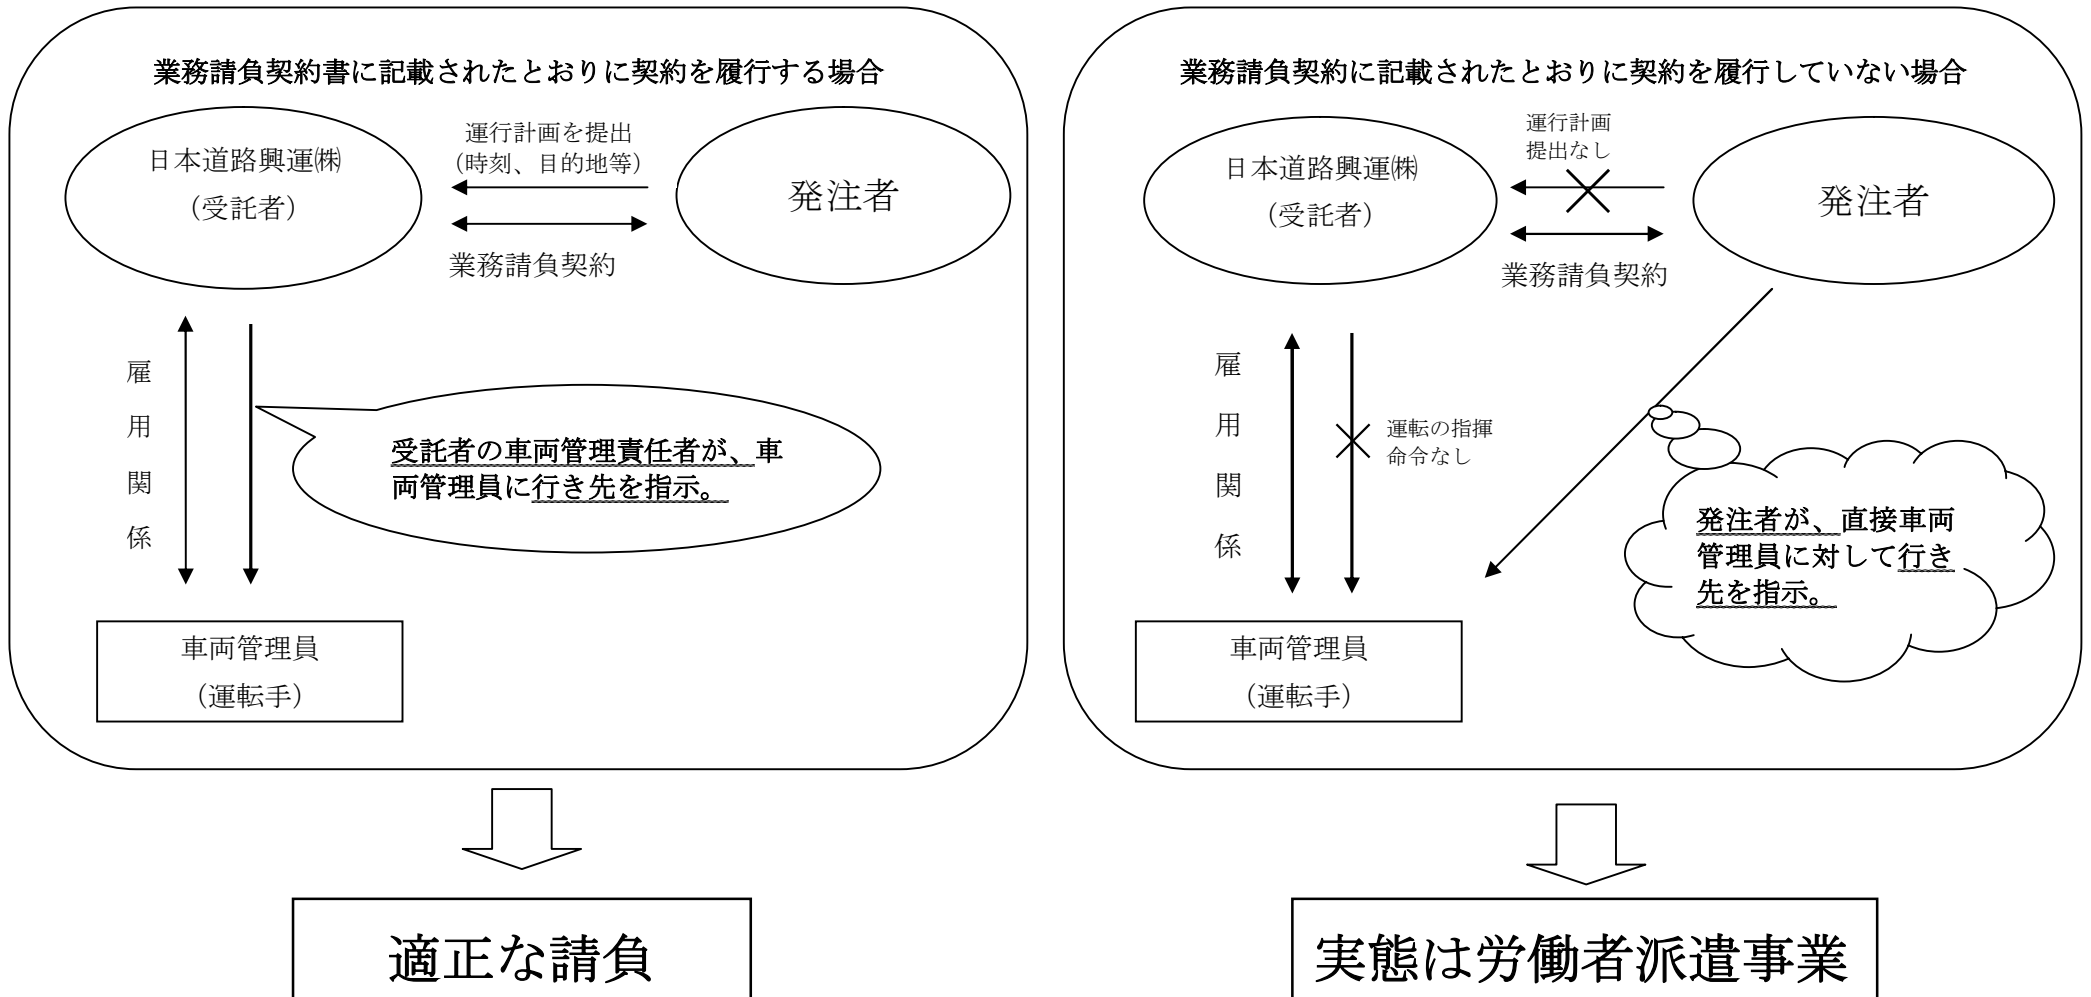 業務請負契約書に記載されたとおりに契約を履行する場合
日本道路興運㈱
（受託者）
運行計画を提出
（時刻、目的地等）
業務請負契約
発注者
雇用関係
受託者の車両管理責任者が、車
両管理員に行き先を指示。
車両管理員
（運転手）
適正な請負
業務請負契約に記載されたとおりに契約を履行していない場合
日本道路興運㈱
（受託者）
運行計画
提出なし
業務請負契約
発注者
雇用関係
運転の指揮
命令なし
発注者が、直接車両
管理員に対して行き
先を指示。
車両管理員
（運転手）
実態は労働者派遣事業